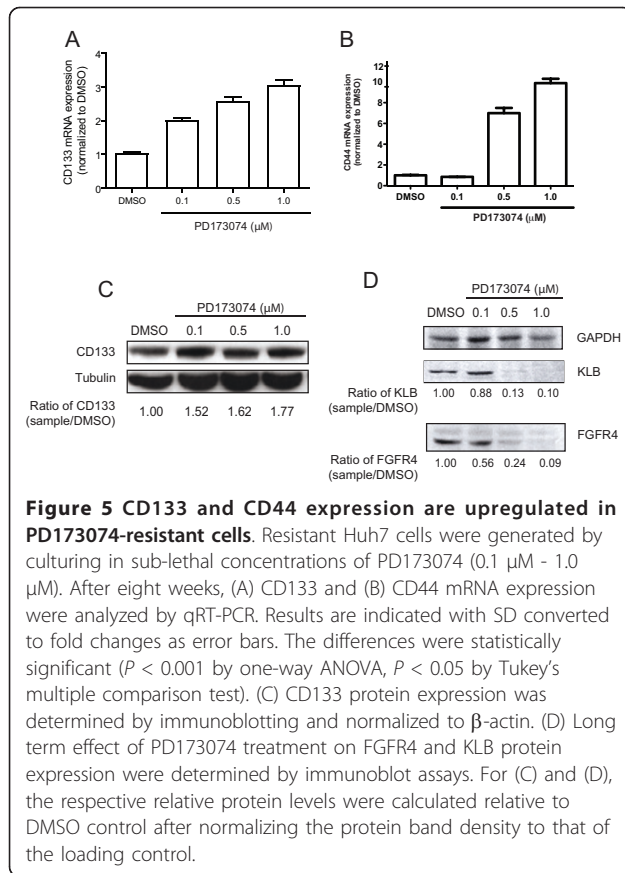 A
CD133 mRNA expression
(normalized to DMSO)
4
3
2
1
DMSO 0.1 0.5 1.0
PD173074 (µM)
B
CD44 mRNA expression
(normalized to DMSO)
12
10
8
6
4
2
0
DMSO 0.1 0.5 1.0
PD173074 (µM)
C
PD173074 (µM)
DMSO 0.1 0.5 1.0
CD133
Tubulin
Ratio of CD133 1.00 1.52 1.62 1.77
(sample/DMSO)
D
PD173074 (µM)
DMSO 0.1 0.5 1.0
GAPDH
KLB
Ratio of KLB 1.00 0.88 0.13 0.10
(sample/DMSO)
FGFR4
Ratio of FGFR4 1.00 0.56 0.24 0.09
(sample/DMSO)
Figure 5 CD133 and CD44 expression are upregulated in
PD173074-resistant cells. Resistant Huh7 cells were generated by
culturing in sub-lethal concentrations of PD173074 (0.1 µM - 1.0
µM). After eight weeks, (A) CD133 and (B) CD44 mRNA expression
were analyzed by qRT-PCR. Results are indicated with SD converted
to fold changes as error bars. The differences were statistically
significant (P < 0.001 by one-way ANOVA, P < 0.05 by Tukey's
multiple comparison test). (C) CD133 protein expression was
determined by immunoblotting and normalized to β-actin. (D) Long
term effect of PD173074 treatment on FGFR4 and KLB protein
expression were determined by immunoblot assays. For (C) and (D),
the respective relative protein levels were calculated relative to
DMSO control after normalizing the protein band density to that of
the loading control.